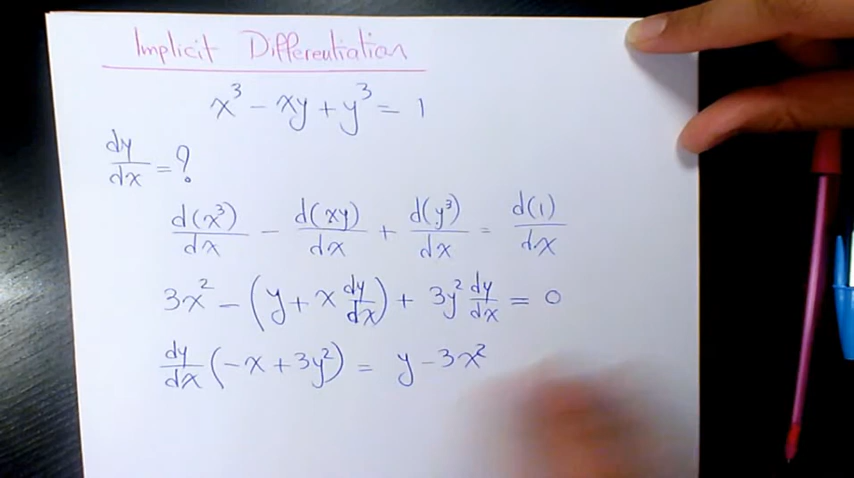 Implicit Differentiation
x³ - xy + y³ = 1
dy/dx = ?
d(x³)/dx - d(xy)/dx + d(y³)/dx = d(1)/dx
3x² - (y + x dy/dx) + 3y² dy/dx = 0
dy/dx (-x + 3y²) = y - 3x²